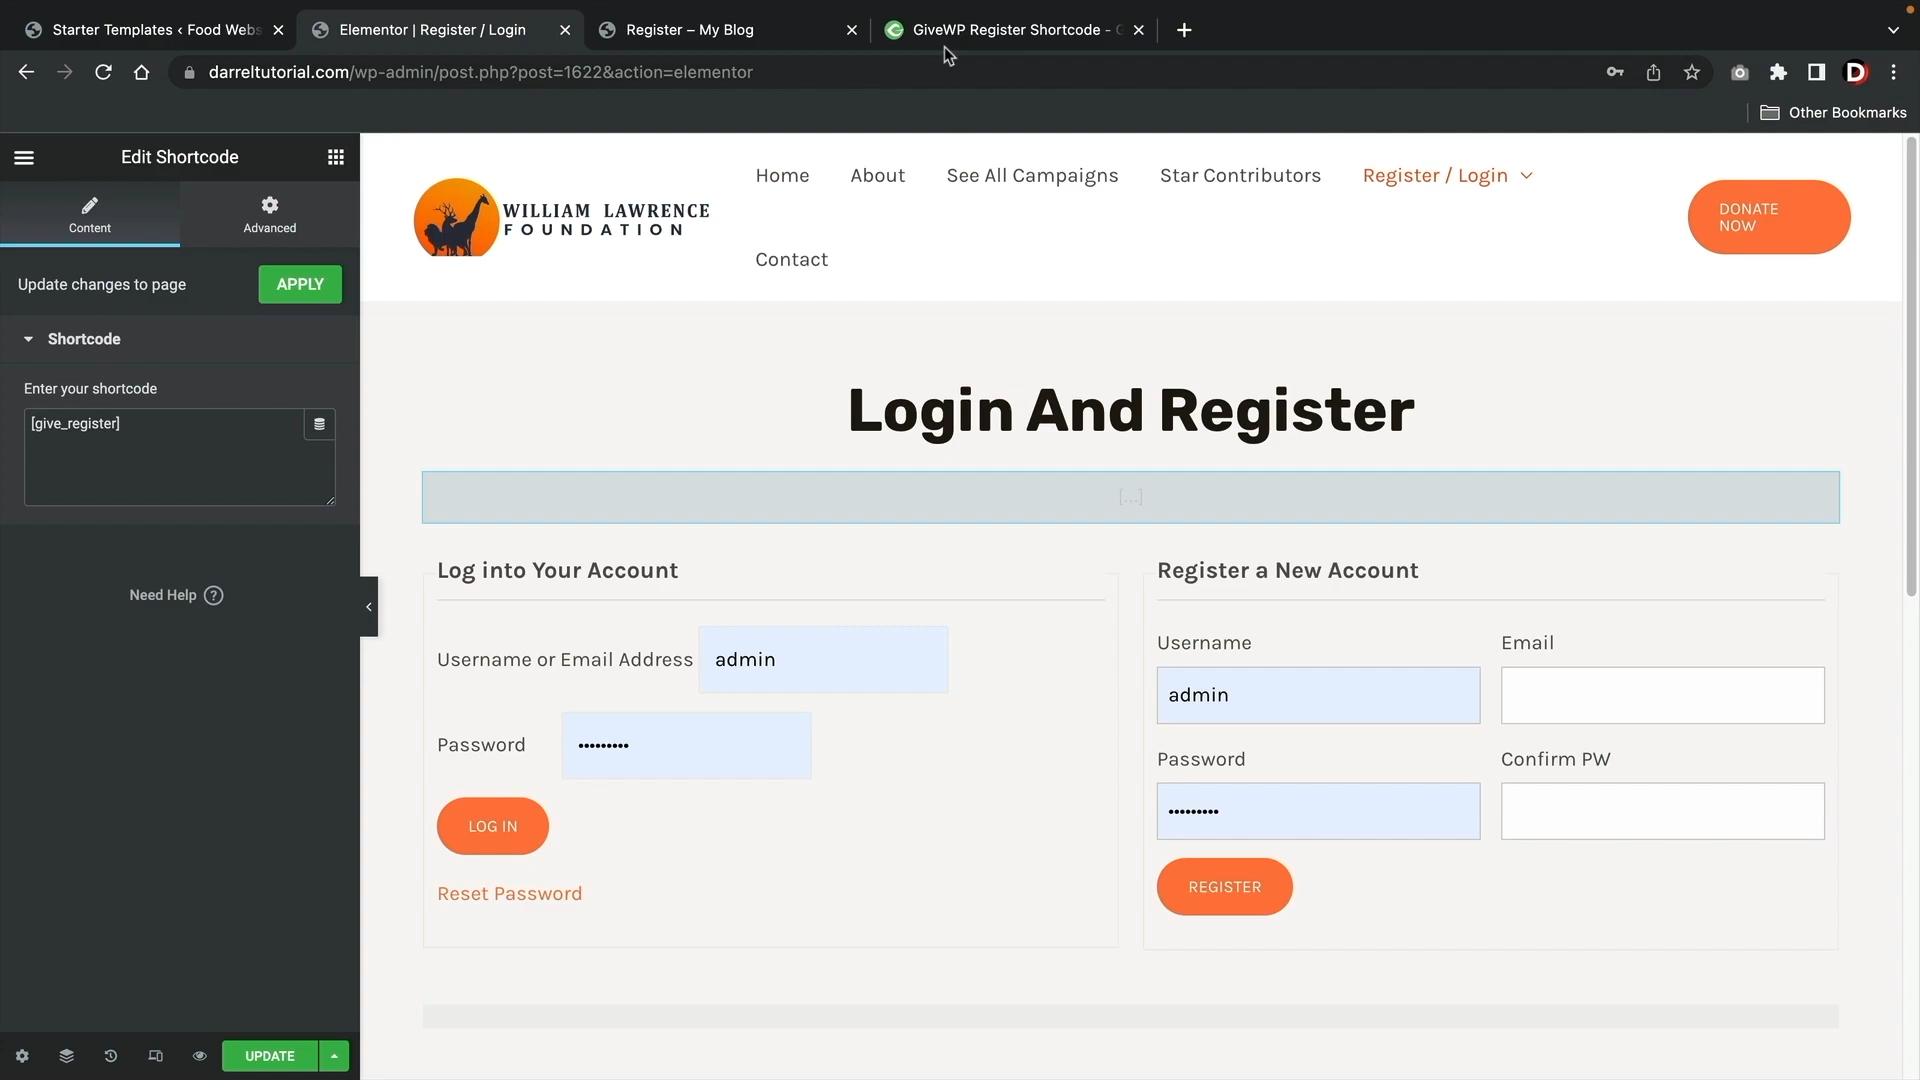 Starter Templates ‹ Food Webs
Elementor | Register / Login
Register – My Blog
GiveWP Register Shortcode -
darreltutorial.com/wp-admin/post.php?post=1622&action=elementor
Other Bookmarks
Edit Shortcode
Content
Advanced
Update changes to page
APPLY
Shortcode
Enter your shortcode
[give_register]
Need Help
UPDATE
WILLIAM LAWRENCE
FOUNDATION
Home
About
See All Campaigns
Star Contributors
Register / Login
Contact
DONATE
NOW
Login And Register
[...]
Log into Your Account
Username or Email Address
admin
Password
•••••••••
LOG IN
Reset Password
Register a New Account
Username
Email
admin
Password
Confirm PW
•••••••••
REGISTER